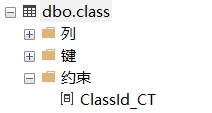 dbo.class
列
键
约束
ClassId_CT